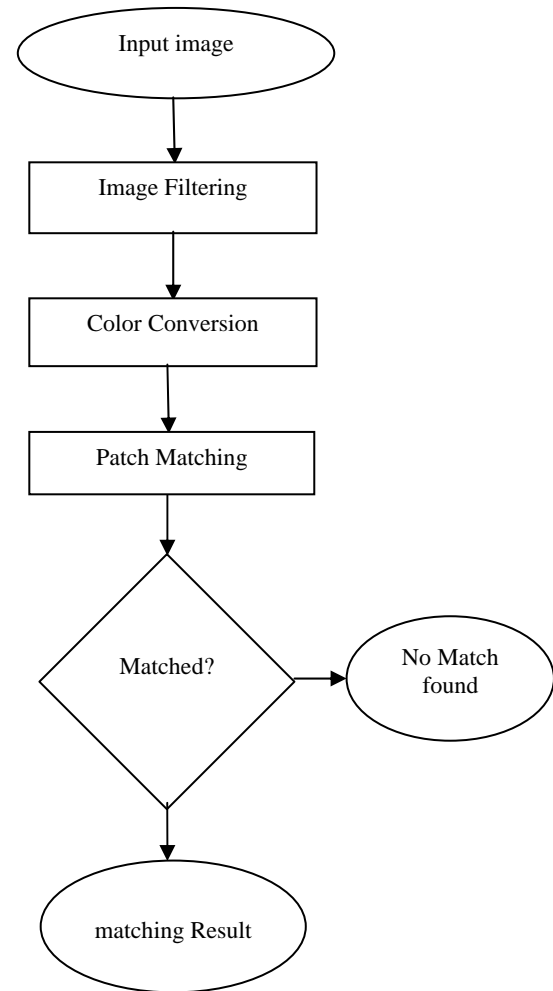 Input image
Image Filtering
Color Conversion
Patch Matching
Matched?
No Match
found
matching Result